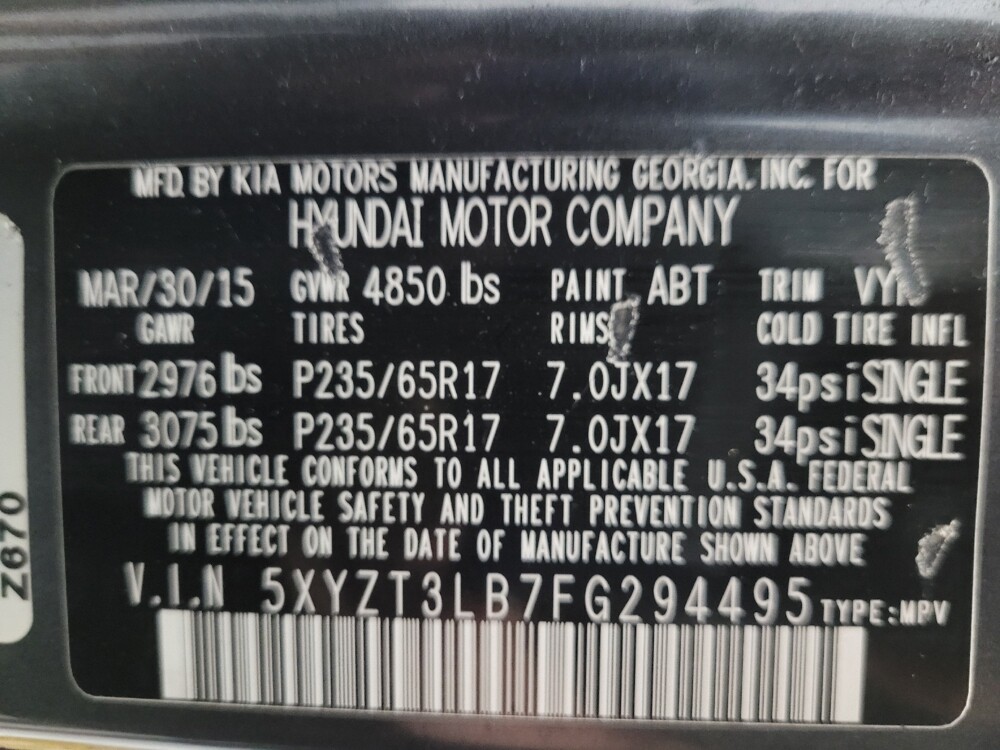 MFD. BY KIA MOTORS MANUFACTURING GEORGIA. INC. FOR
HYUNDAI MOTOR COMPANY
MAR/30/15 GVWR 4850 lbs PAINT ABT TRIM
GAWR TIRES RIMS COLD TIRE INFL
FRONT 2976 lbs P235/65R17 7.0JX17 34psi SINGLE
REAR 3075 lbs P235/65R17 7.0JX17 34psi SINGLE
THIS VEHICLE CONFORMS TO ALL APPLICABLE U.S.A. FEDERAL
MOTOR VEHICLE SAFETY AND THEFT PREVENTION STANDARDS
IN EFFECT ON THE DATE OF MANUFACTURE SHOWN ABOVE
V.I.N 5XYZT3LB7FG294495 TYPE:MPV
Z670